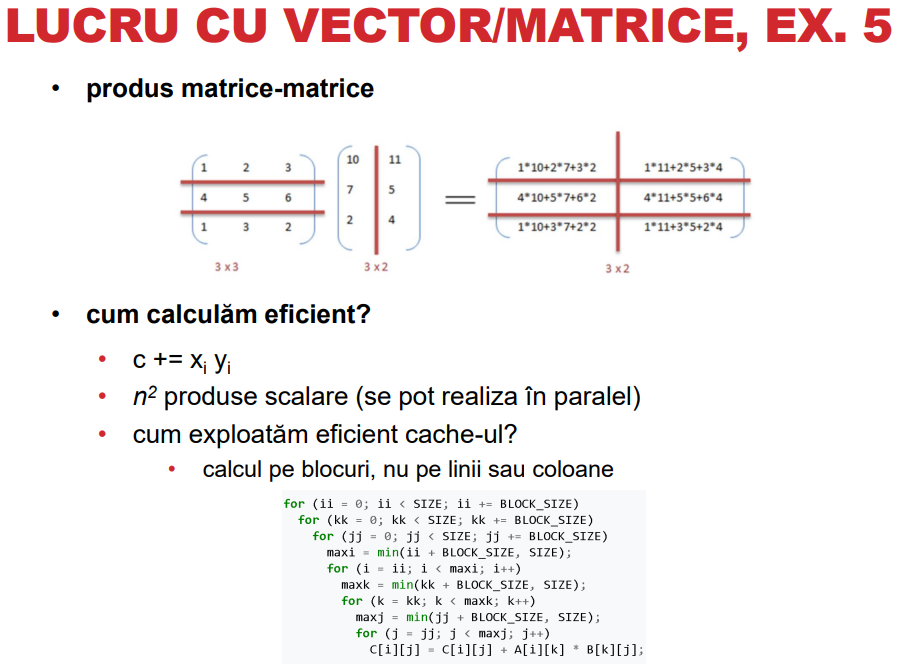 LUCRU CU VECTOR/MATRICE, EX. 5
• produs matrice-matrice
1 2 3 10 11 1*10+2*7+3*2 1*11+2*5+3*4
4 5 6 7 5 = 4*10+5*7+6*2 4*11+5*5+6*4
1 3 2 2 4 1*10+3*7+2*2 1*11+3*5+2*4
3 x3 3 x2 3 x2
• cum calculăm eficient?
• c += xᵢ yᵢ
• n² produse scalare (se pot realiza în paralel)
• cum exploatăm eficient cache-ul?
• calcul pe blocuri, nu pe linii sau coloane
for (ii = 0; ii < SIZE; ii += BLOCK_SIZE)
for (kk = 0; kk < SIZE; kk += BLOCK_SIZE)
for (jj = 0; jj < SIZE; jj += BLOCK_SIZE)
maxi = min(ii + BLOCK_SIZE, SIZE);
for (i = ii; i < maxi; i++)
maxk = min(kk + BLOCK_SIZE, SIZE);
for (k = kk; k < maxk; k++)
maxj = min(jj + BLOCK_SIZE, SIZE);
for (j = jj; j < maxj; j++)
C[i][j] = C[i][j] + A[i][k] * B[k][j];